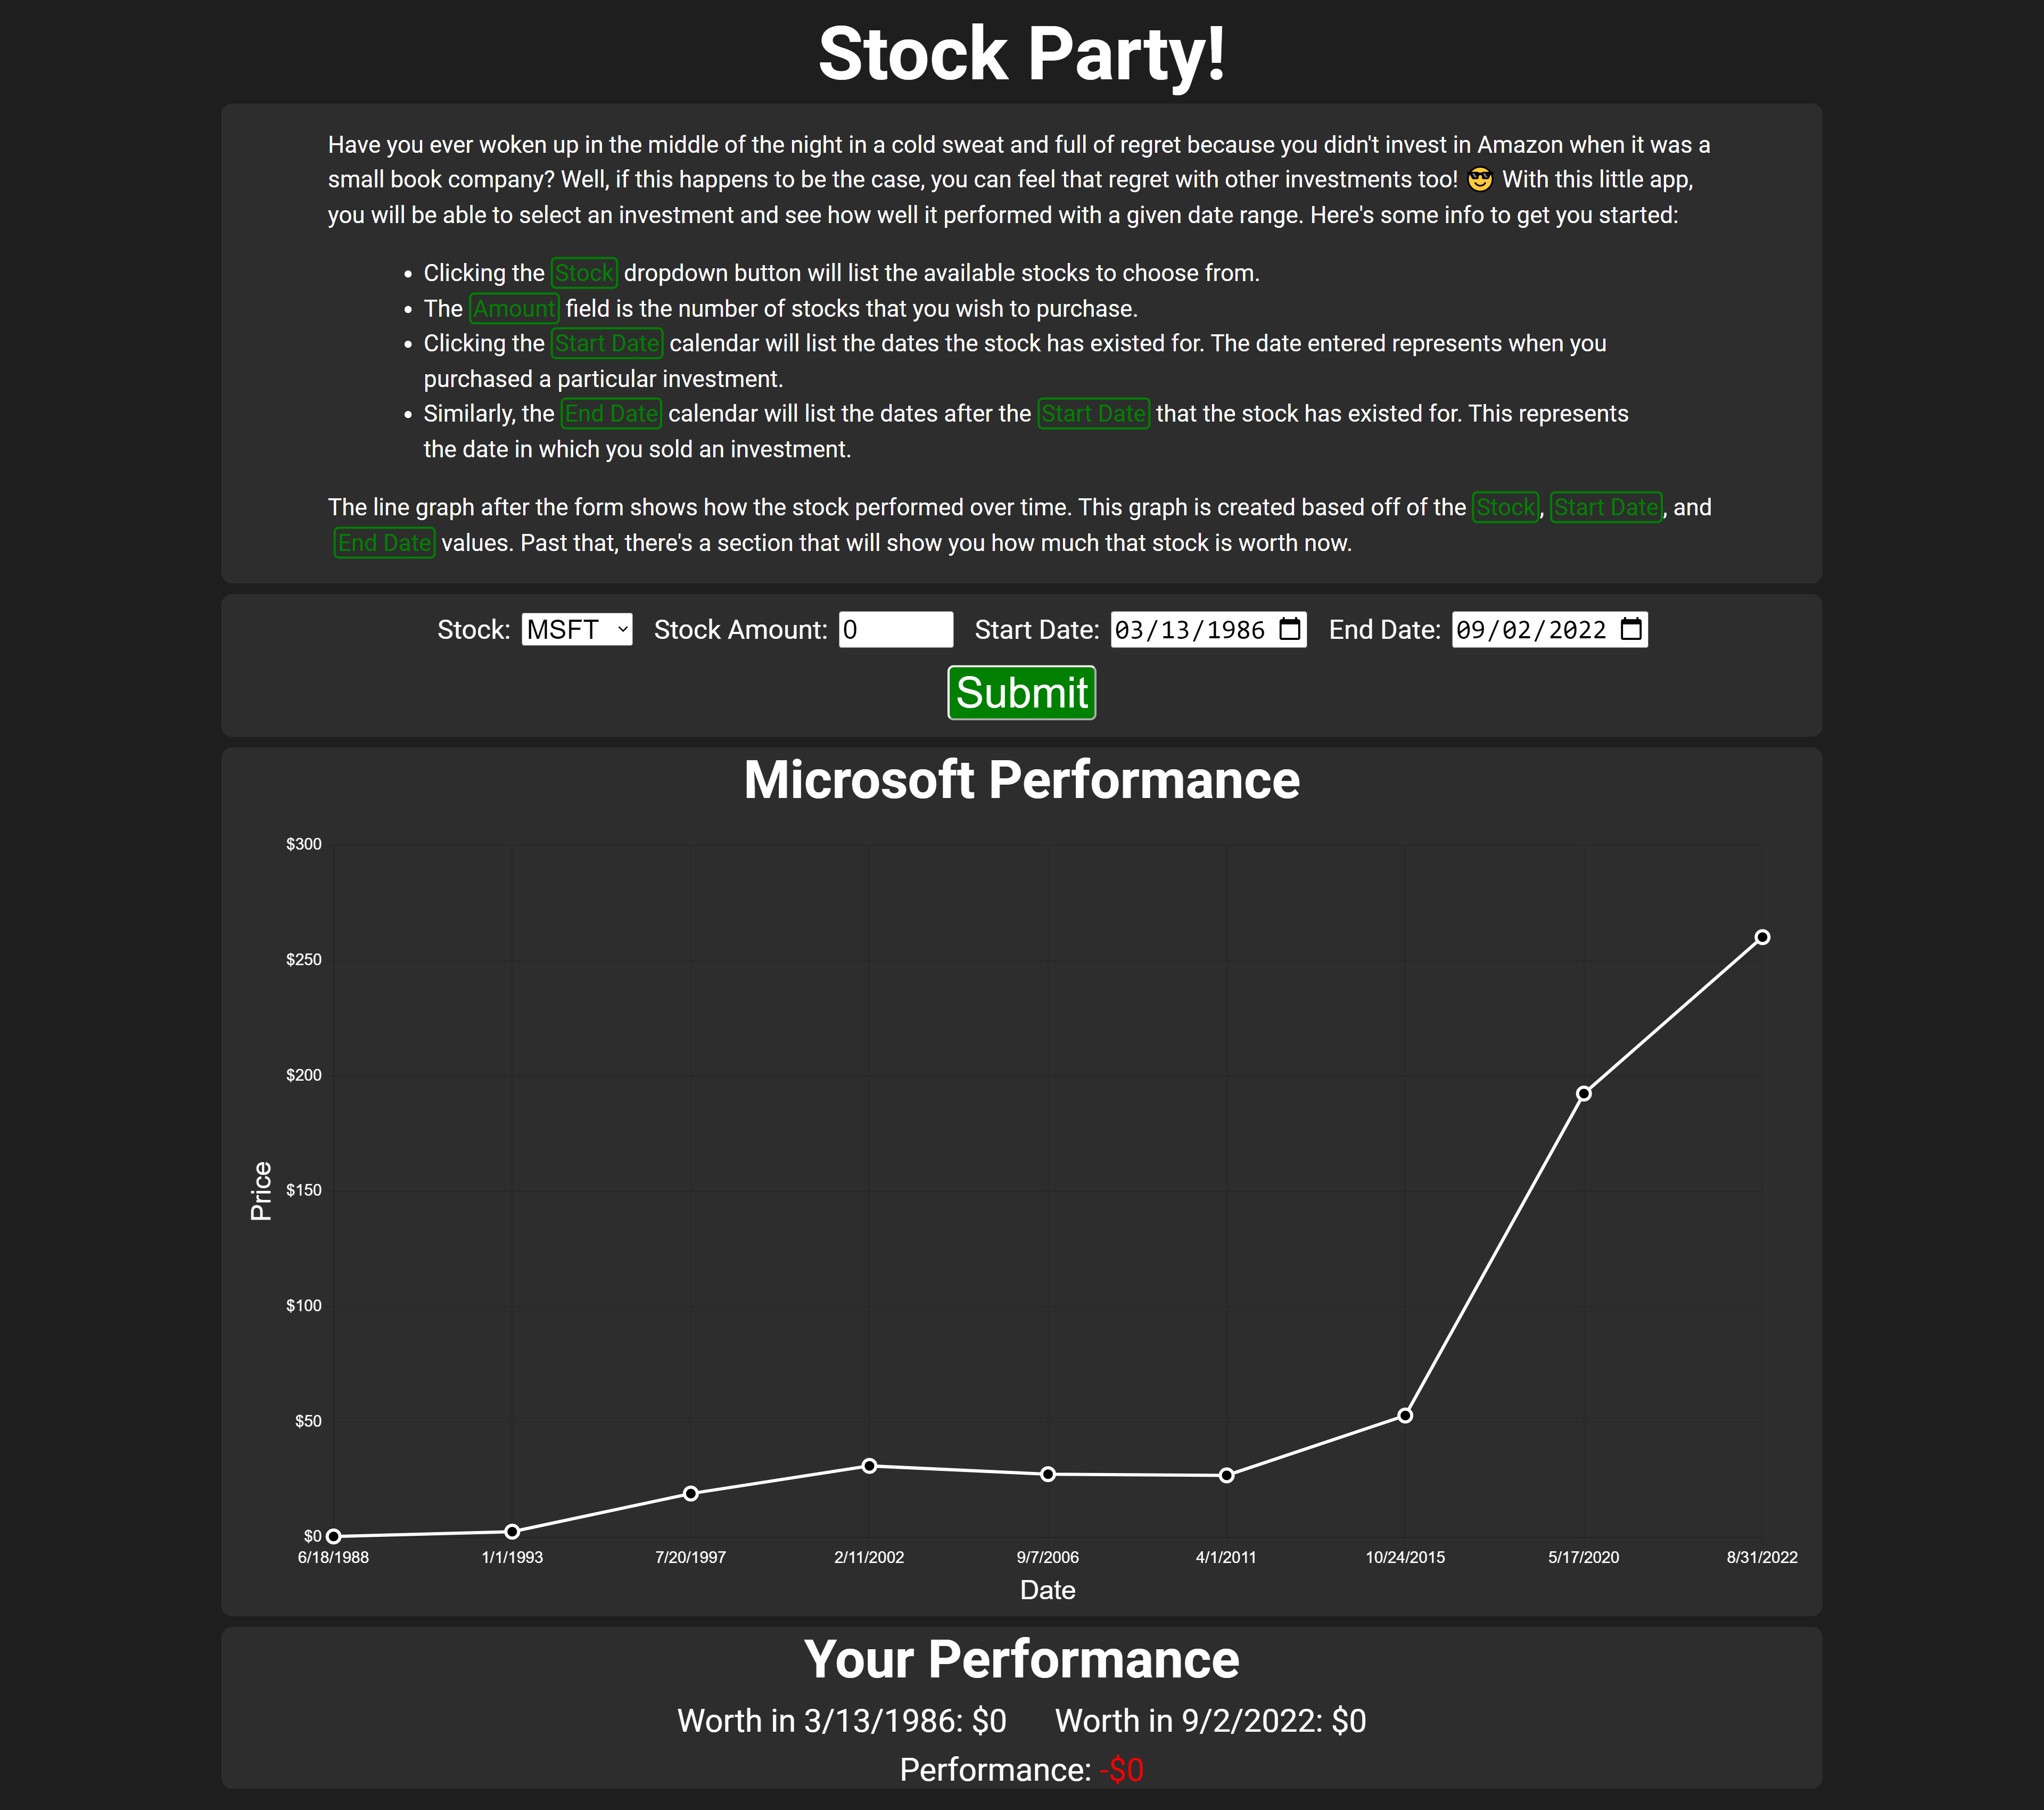 Stock Party!
Have you ever woken up in the middle of the night in a cold sweat and full of regret because you didn't invest in Amazon when it was a
small book company? Well, if this happens to be the case, you can feel that regret with other investments too! 😎 With this little app,
you will be able to select an investment and see how well it performed with a given date range. Here's some info to get you started:
• Clicking the Stock dropdown button will list the available stocks to choose from.
• The Amount field is the number of stocks that you wish to purchase.
• Clicking the Start Date calendar will list the dates the stock has existed for. The date entered represents when you
purchased a particular investment.
• Similarly, the End Date calendar will list the dates after the Start Date that the stock has existed for. This represents
the date in which you sold an investment.
The line graph after the form shows how the stock performed over time. This graph is created based off of the Stock, Start Date, and
End Date values. Past that, there's a section that will show you how much that stock is worth now.
Stock: MSFT Stock Amount: 0 Start Date: 03/13/1986 End Date: 09/02/2022
Submit
Microsoft Performance
$300
$250
$200
$150
$100
$50
$0
Price
6/18/1988 1/1/1993 7/20/1997 2/11/2002 9/7/2006 4/1/2011 10/24/2015 5/17/2020 8/31/2022
Date
Your Performance
Worth in 3/13/1986: $0 Worth in 9/2/2022: $0
Performance: -$0